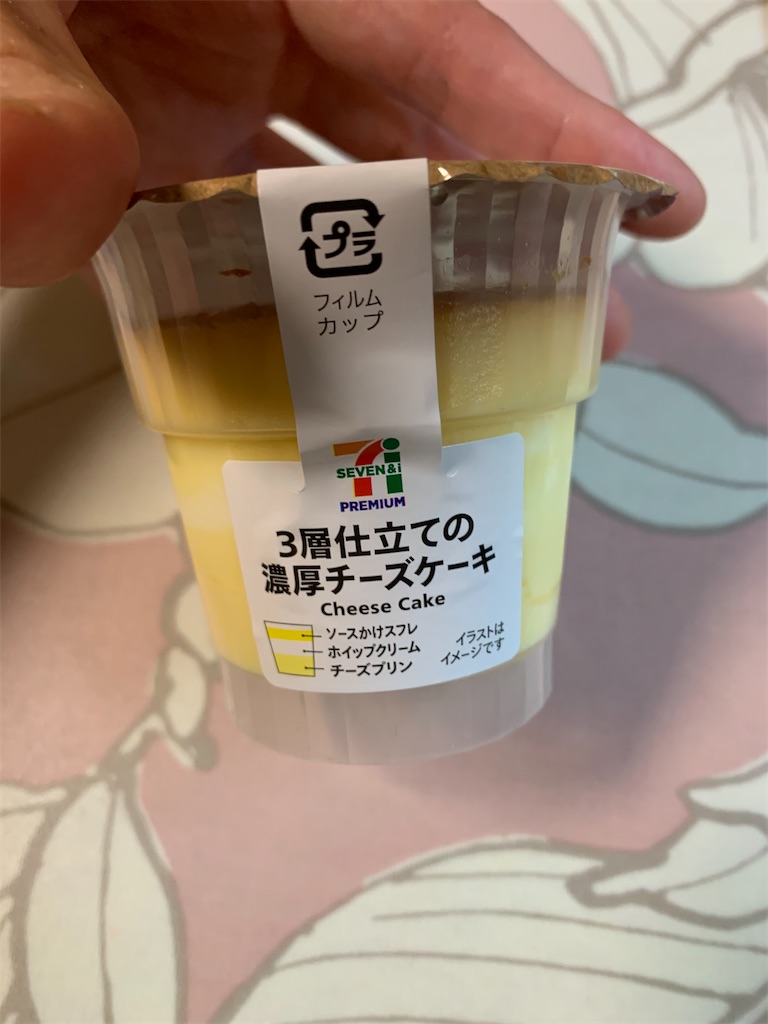 プラ
フィルム
カップ
7i
SEVEN&i
PREMIUM
3層仕立ての
濃厚チーズケーキ
Cheese Cake
ソースかけスフレ
ホイップクリーム
チーズプリン
イラストは
イメージです